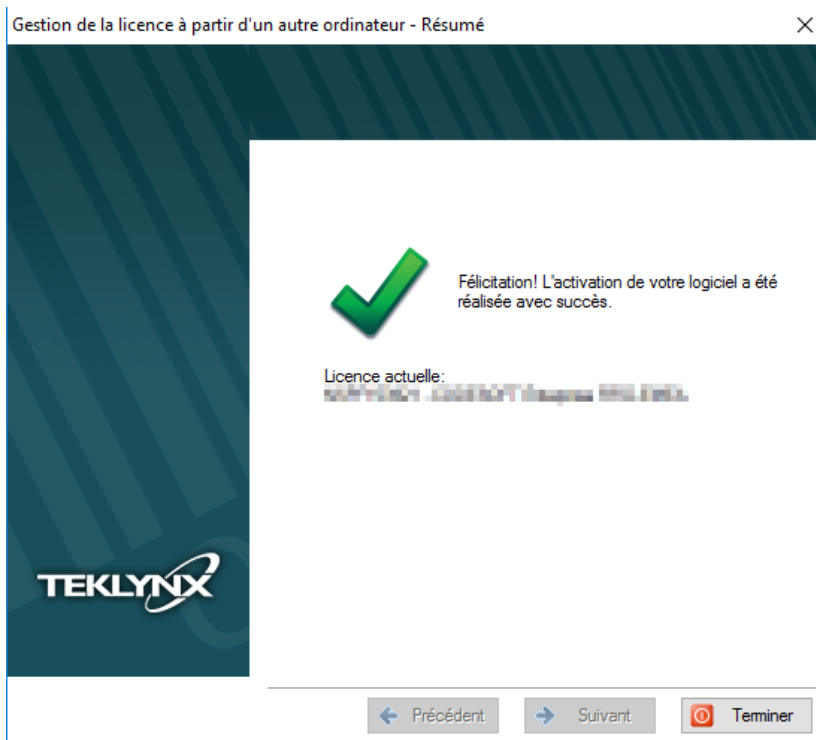 Gestion de la licence à partir d'un autre ordinateur - Résumé
Félicitation! L'activation de votre logiciel a été
réalisée avec succès.
Licence actuelle:
TEKLYNX
Précédent
Suivant
Terminer